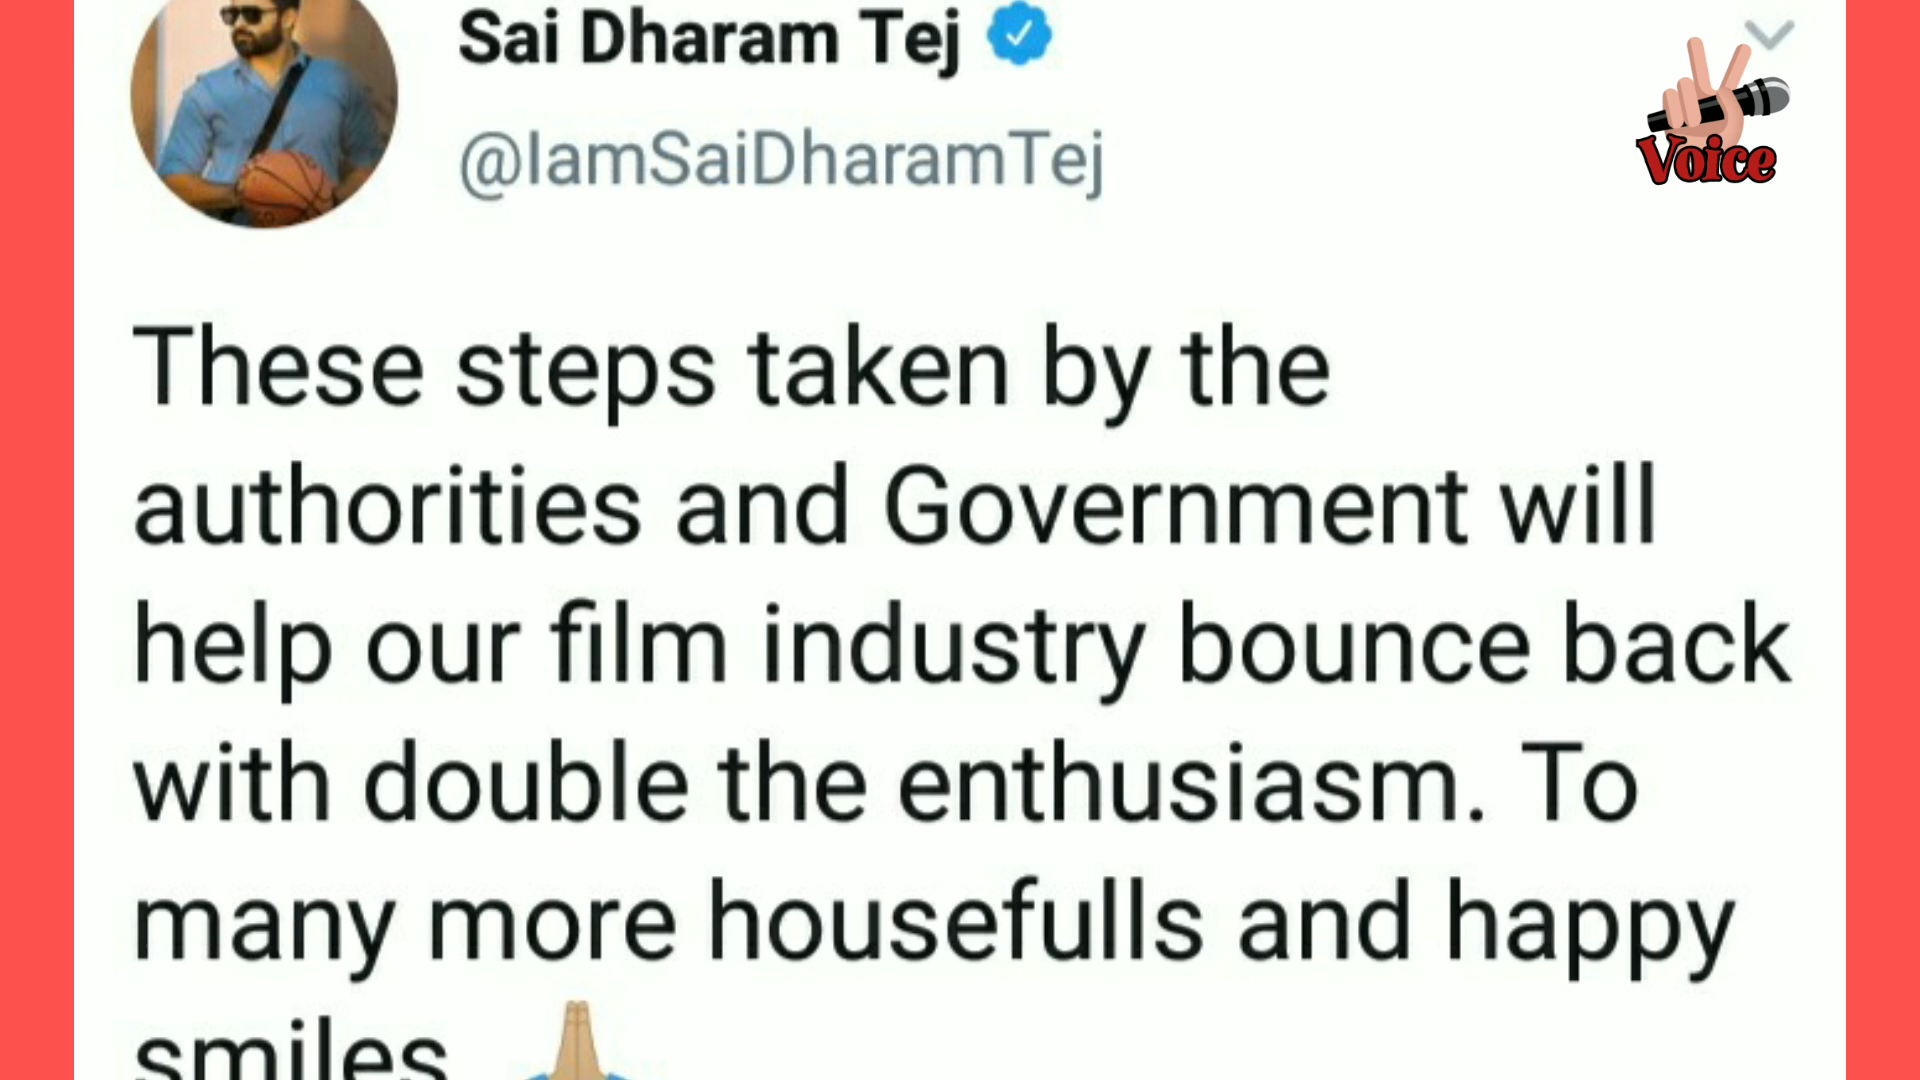 Sai Dharam Tej
@IamSaiDharamTej
Voice
These steps taken by the
authorities and Government will
help our film industry bounce back
with double the enthusiasm. To
many more housefulls and happy
smiles